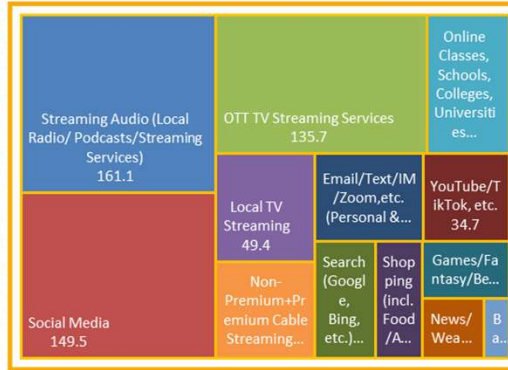 Streaming Audio (Local
Radio/ Podcasts/Streaming
Services)
161.1
Social Media
149.5
OTT TV Streaming Services
135.7
Online
Classes,
Schools,
Colleges,
Universiti
es...
Local TV
Streaming
49.4
Non-
Premium+Pr
emium Cable
Streaming...
Email/Text/IM
/Zoom,etc.
(Personal &...
YouTube/T
ikTok, etc.
34.7
Search
(Googl
e,
Bing,
etc.)...
Shop
ping
(incl.
Food
/A...
Games/Fa
ntasy/Be...
News/
Wea...
Ba
...